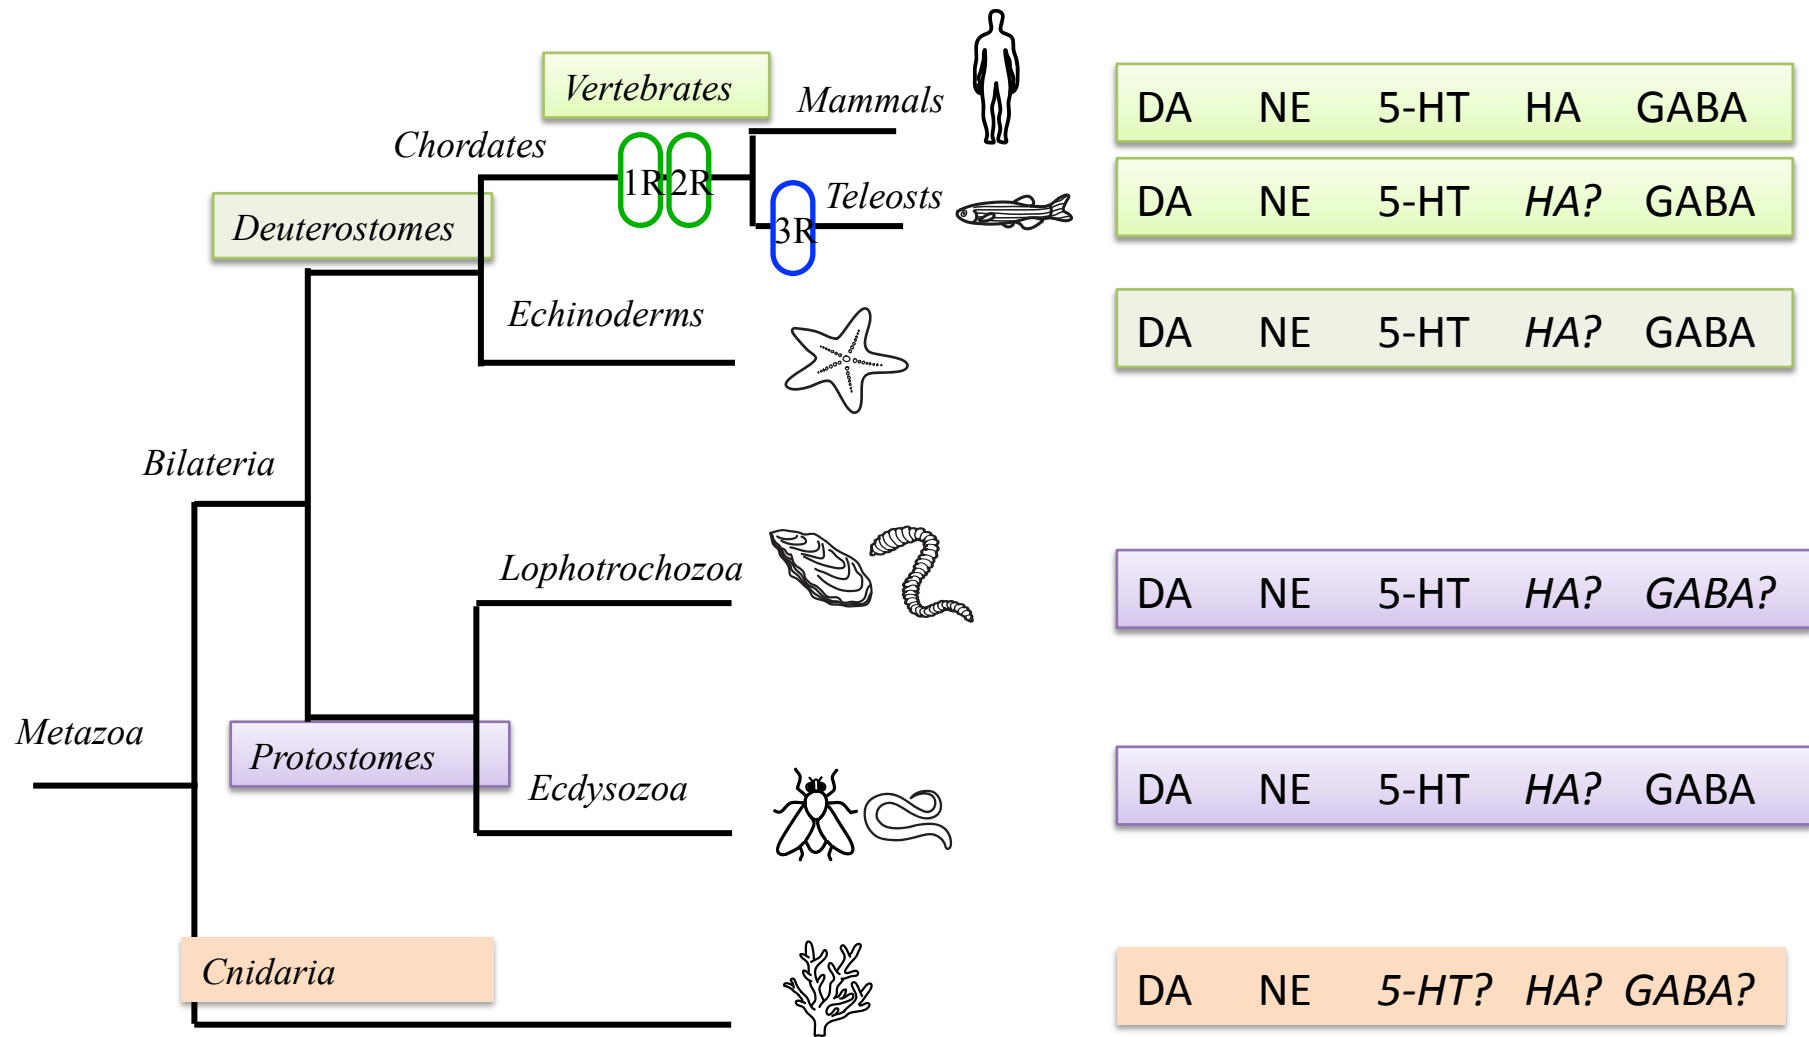 Vertebrates
Mammals
DA NE 5-HT HA GABA
Chordates
1R 2R
Teleosts
DA NE 5-HT HA? GABA
Deuterostomes
3R
Echinoderms
DA NE 5-HT HA? GABA
Bilateria
Lophotrochozoa
DA NE 5-HT HA? GABA?
Metazoa
Protostomes
Ecdysozoa
DA NE 5-HT HA? GABA
Cnidaria
DA NE 5-HT? HA? GABA?